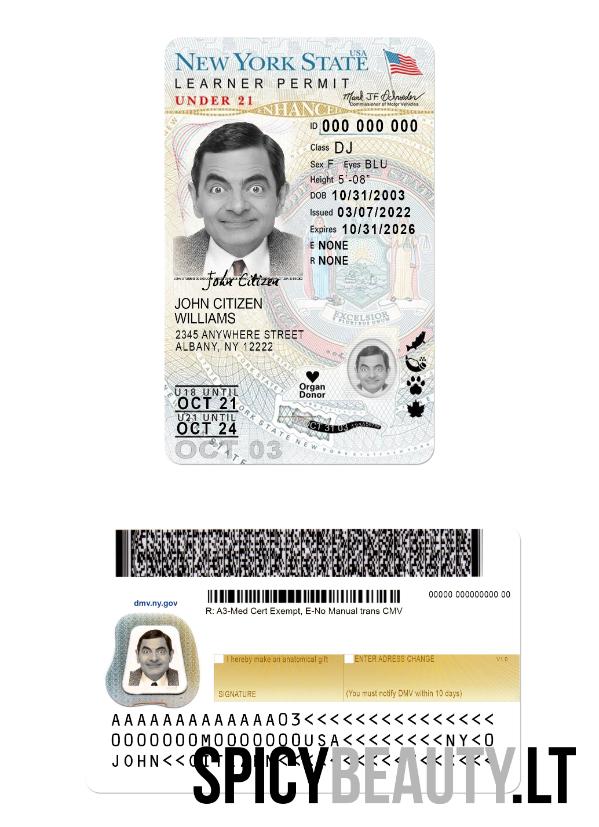 NEW YORK STATE USA
LEARNER PERMIT
UNDER 21
Commissioner of Motor Vehicles
ENHANCED
ID 000 000 000
Class DJ
Sex F Eyes BLU
Height 5'-08"
DOB 10/31/2003
Issued 03/07/2022
Expires 10/31/2026
E NONE
R NONE
John Citizen
JOHN CITIZEN
WILLIAMS
2345 ANYWHERE STREET
ALBANY, NY 12222
EXCELSIOR
E PLURIBUS UNUM
Organ
Donor
U18 UNTIL
OCT 21
U21 UNTIL
OCT 24
OCT 31 03
OCT 03
dmv.ny.gov
00000 000000000 00
R: A3-Med Cert Exempt, E-No Manual trans CMV
I hereby make an anatomical gift
ENTER ADRESS CHANGE
V1.0
SIGNATURE
(You must notify DMV within 10 days)
AAAAAAAAAAAAA03<<<<<<<<<<<<<<<
0000000M0000000USA<<<<<<<<NY<0
JOHN<<CITIZEN<<<<<<<<<<<<<<<<
SPICYBEAUTY.LT